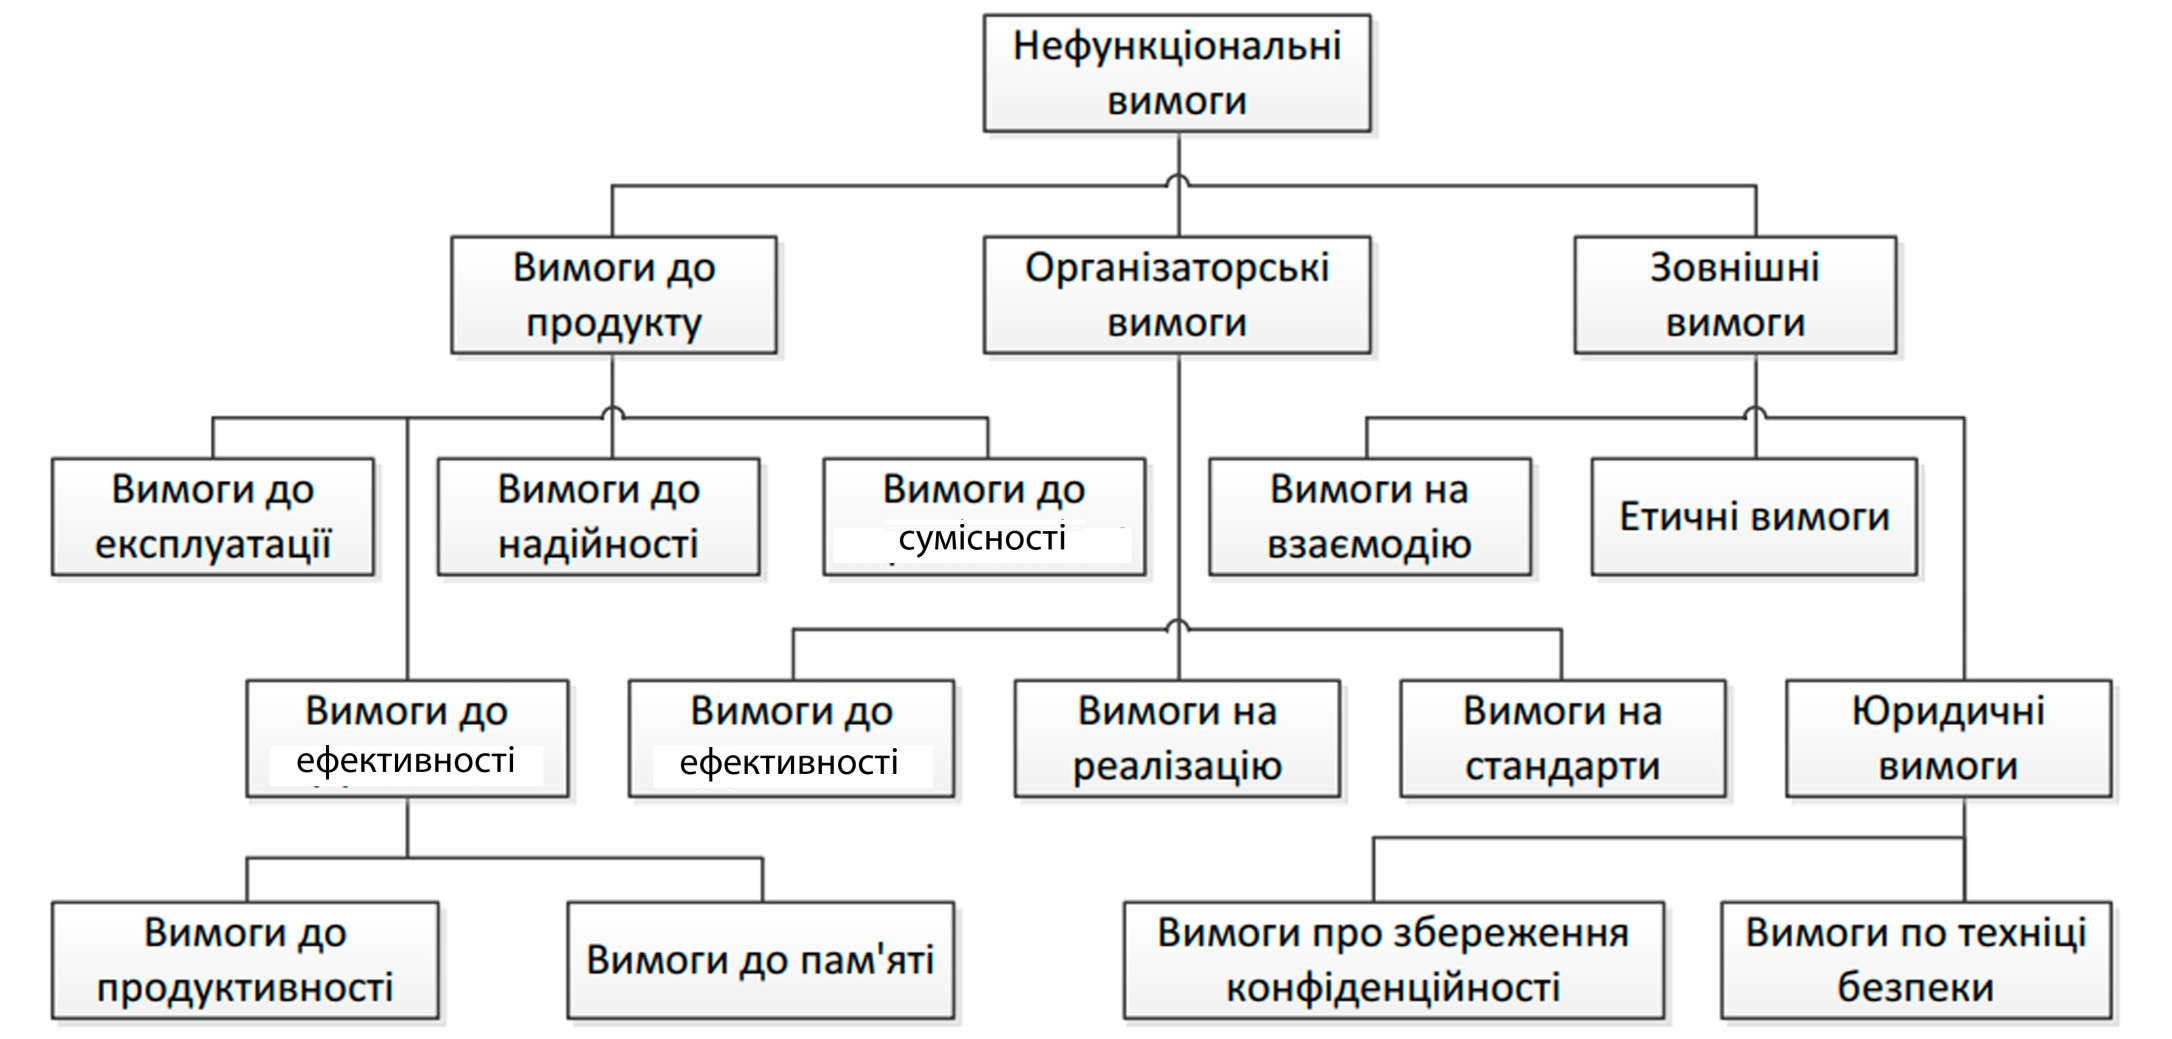 Нефункціональні
вимоги
Вимоги до
продукту
Організаторські
вимоги
Зовнішні
вимоги
Вимоги до
експлуатації
Вимоги до
надійності
Вимоги до
сумісності
Вимоги на
взаємодію
Етичні вимоги
Вимоги до
ефективності
Вимоги до
ефективності
Вимоги на
реалізацію
Вимоги на
стандарти
Юридичні
вимоги
Вимоги до
продуктивності
Вимоги до пам'яті
Вимоги про збереження
конфіденційності
Вимоги по техніці
безпеки